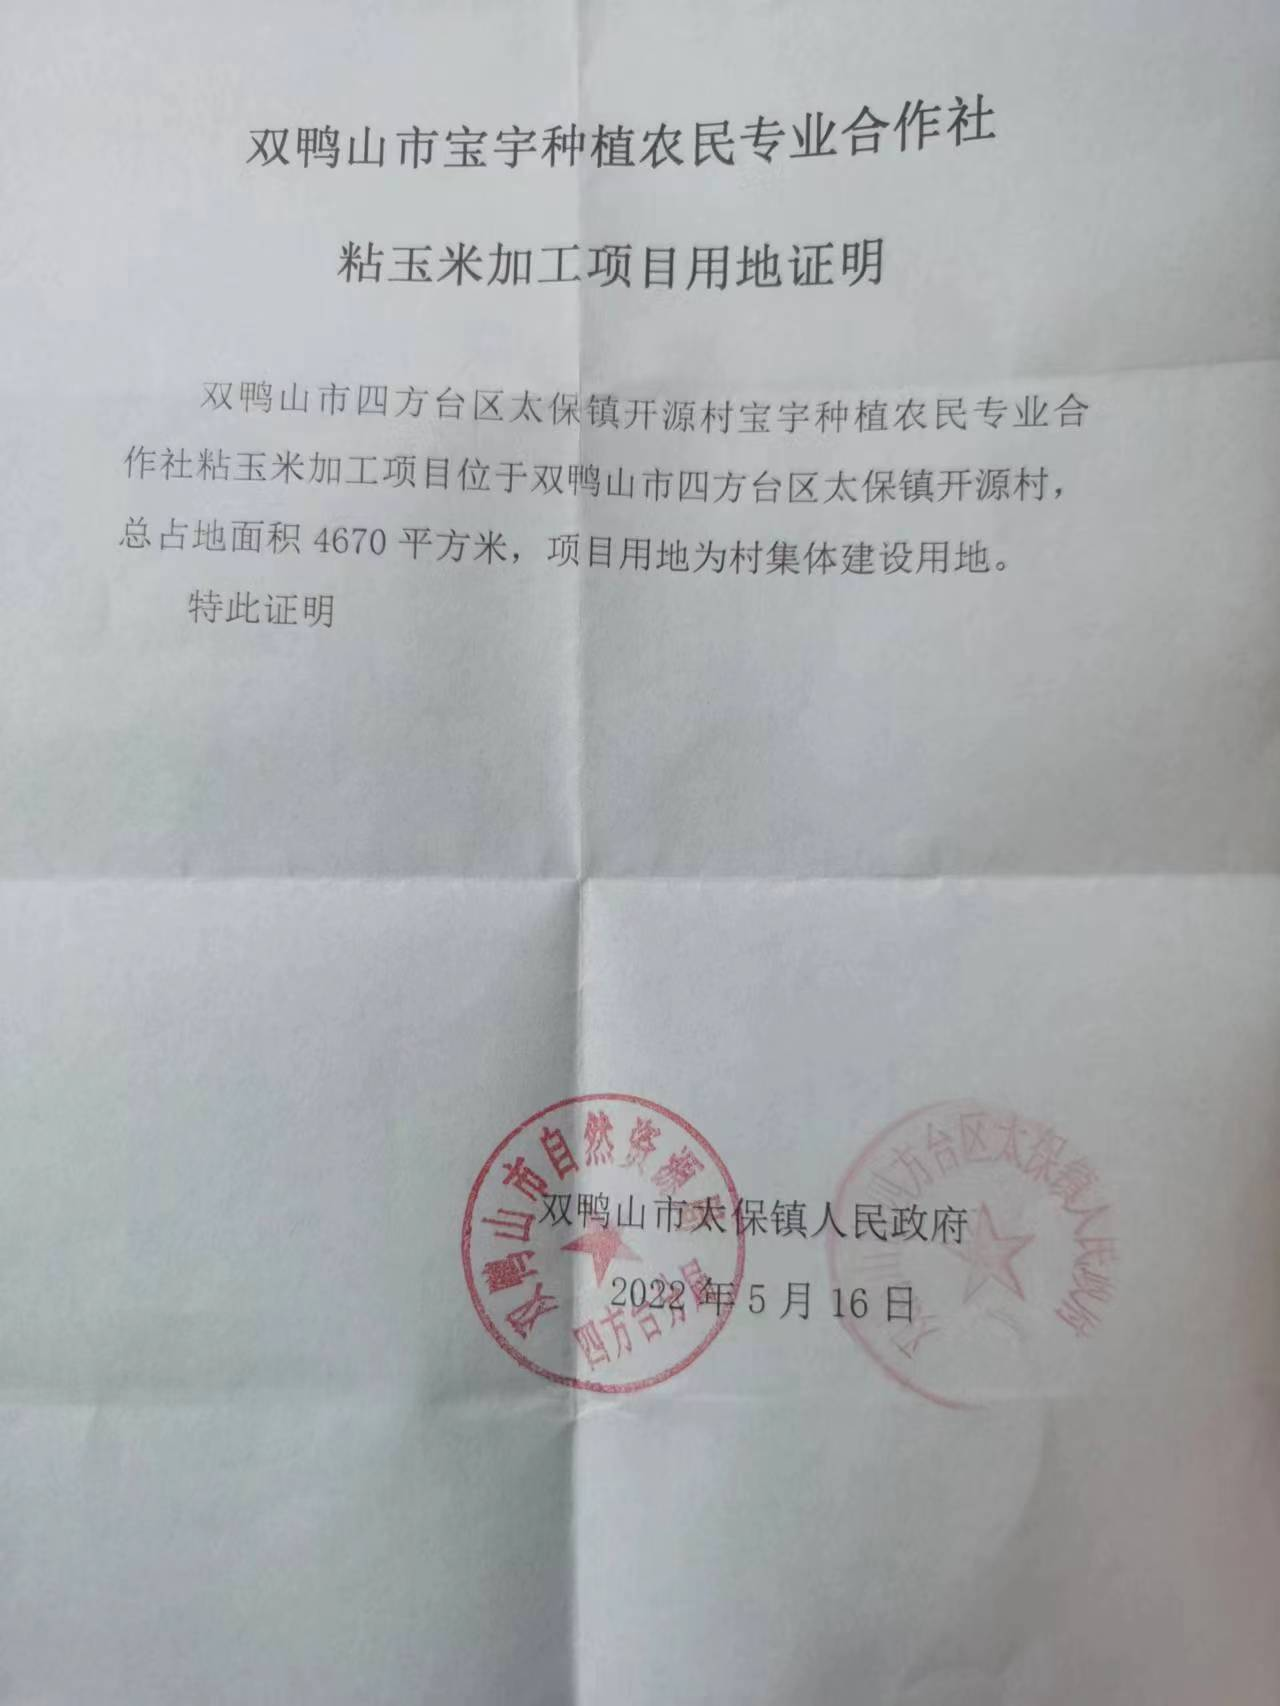 双鸭山市宝宇种植农民专业合作社
粘玉米加工项目用地证明
双鸭山市四方台区太保镇开源村宝宇种植农民专业合
作社粘玉米加工项目位于双鸭山市四方台区太保镇开源村，
总占地面积 4670 平方米，项目用地为村集体建设用地。
特此证明
双鸭山市自然资源局
四方台分局
双鸭山市太保镇人民政府
2022 年 5 月 16 日
双鸭山四方台区太保镇人民政府